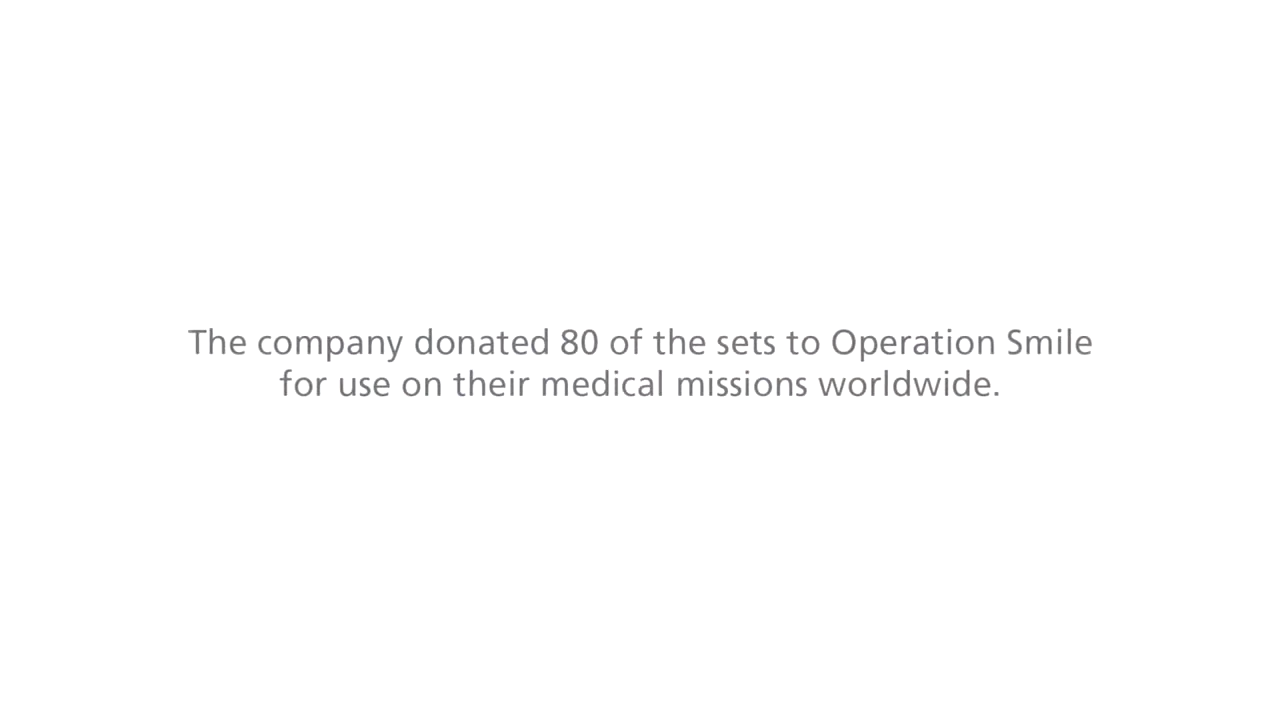 The company donated 80 of the sets to Operation Smile
for use on their medical missions worldwide.